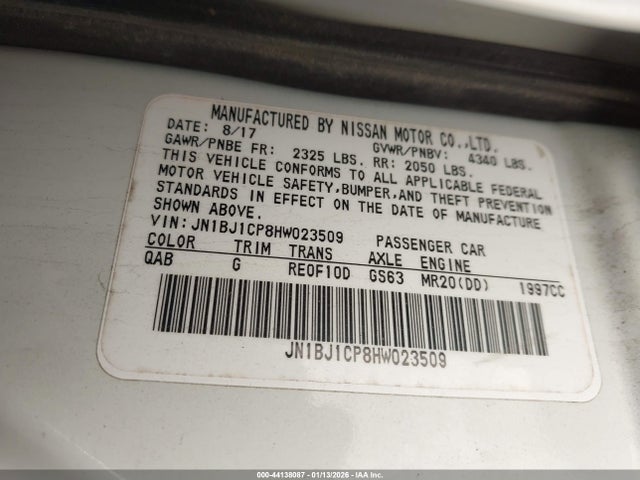 MANUFACTURED BY NISSAN MOTOR CO.,LTD.
DATE: 8/17 GVWR/PNBV: 4340 LBS.
GAWR/PNBE FR: 2325 LBS. RR: 2050 LBS.
THIS VEHICLE CONFORMS TO ALL APPLICABLE FEDERAL
MOTOR VEHICLE SAFETY,BUMPER,AND THEFT PREVENTION
STANDARDS IN EFFECT ON THE DATE OF MANUFACTURE
SHOWN ABOVE.
VIN: JN1BJ1CP8HW023509 PASSENGER CAR
COLOR TRIM TRANS AXLE ENGINE
QAB G RE0F10D GS63 MR20(DD) 1997CC
JN1BJ1CP8HW023509
000-44138087 - 01/13/2026 - IAA Inc.